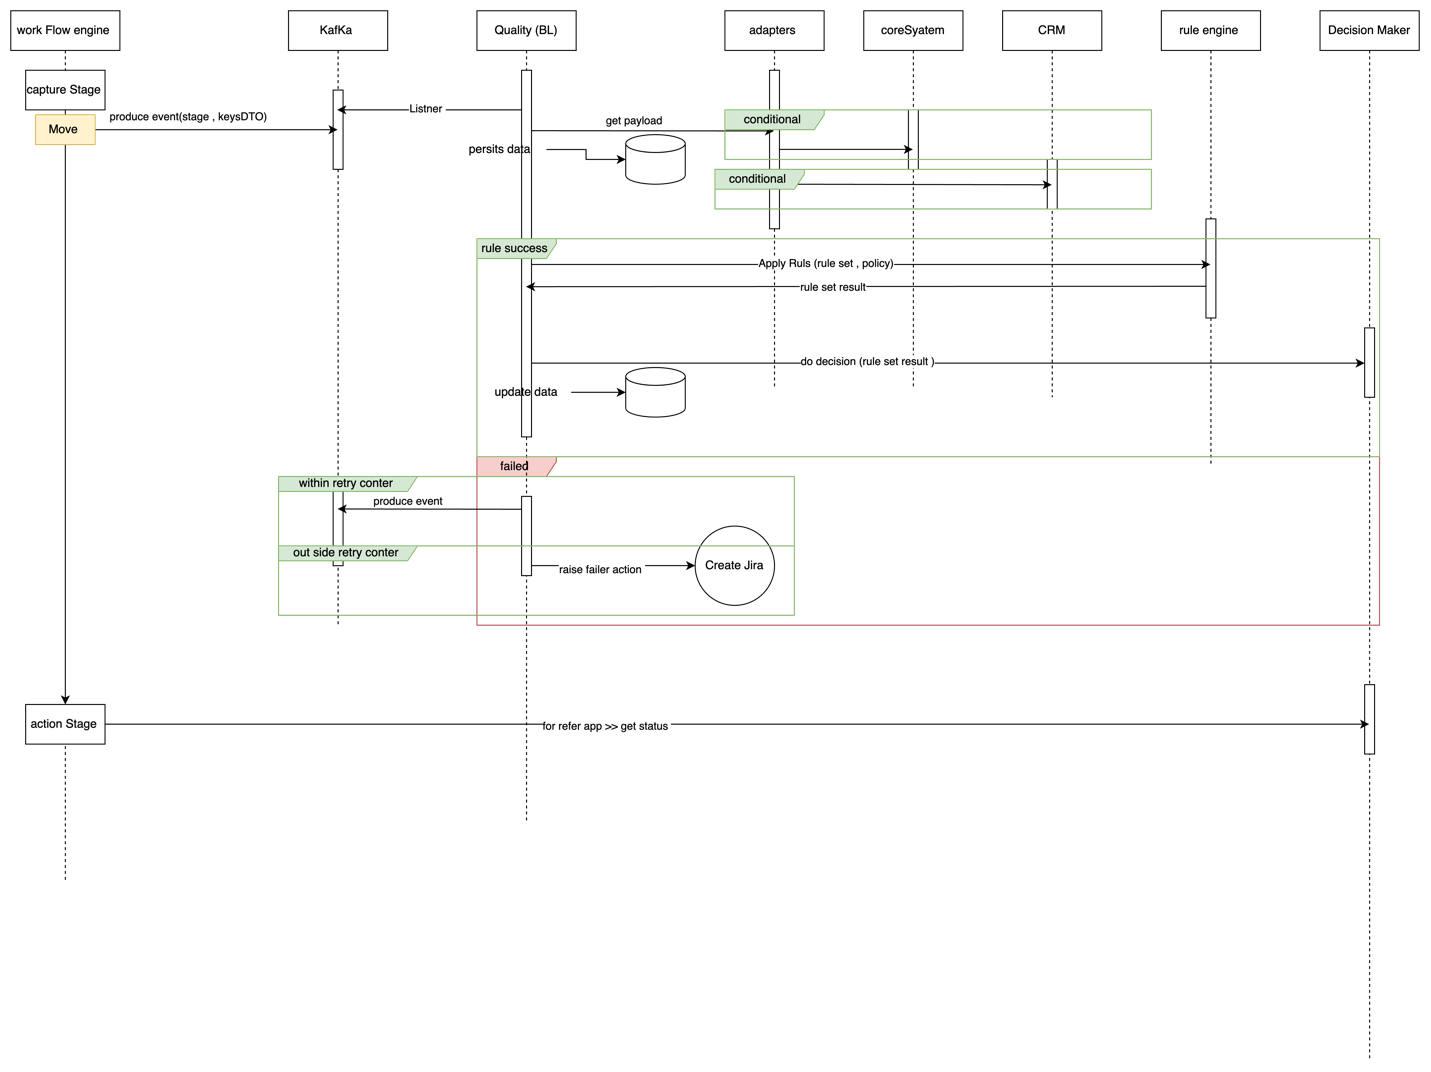 work Flow engine
KafKa
Quality (BL)
adapters
coreSyatem
CRM
rule engine
Decision Maker
capture Stage
Move
produce event(stage , keysDTO)
Listner
get payload
conditional
persits data
conditional
rule success
Apply Ruls (rule set , policy)
rule set result
do decision (rule set result )
update data
failed
within retry conter
produce event
out side retry conter
raise failer action
Create Jira
action Stage
for refer app >> get status